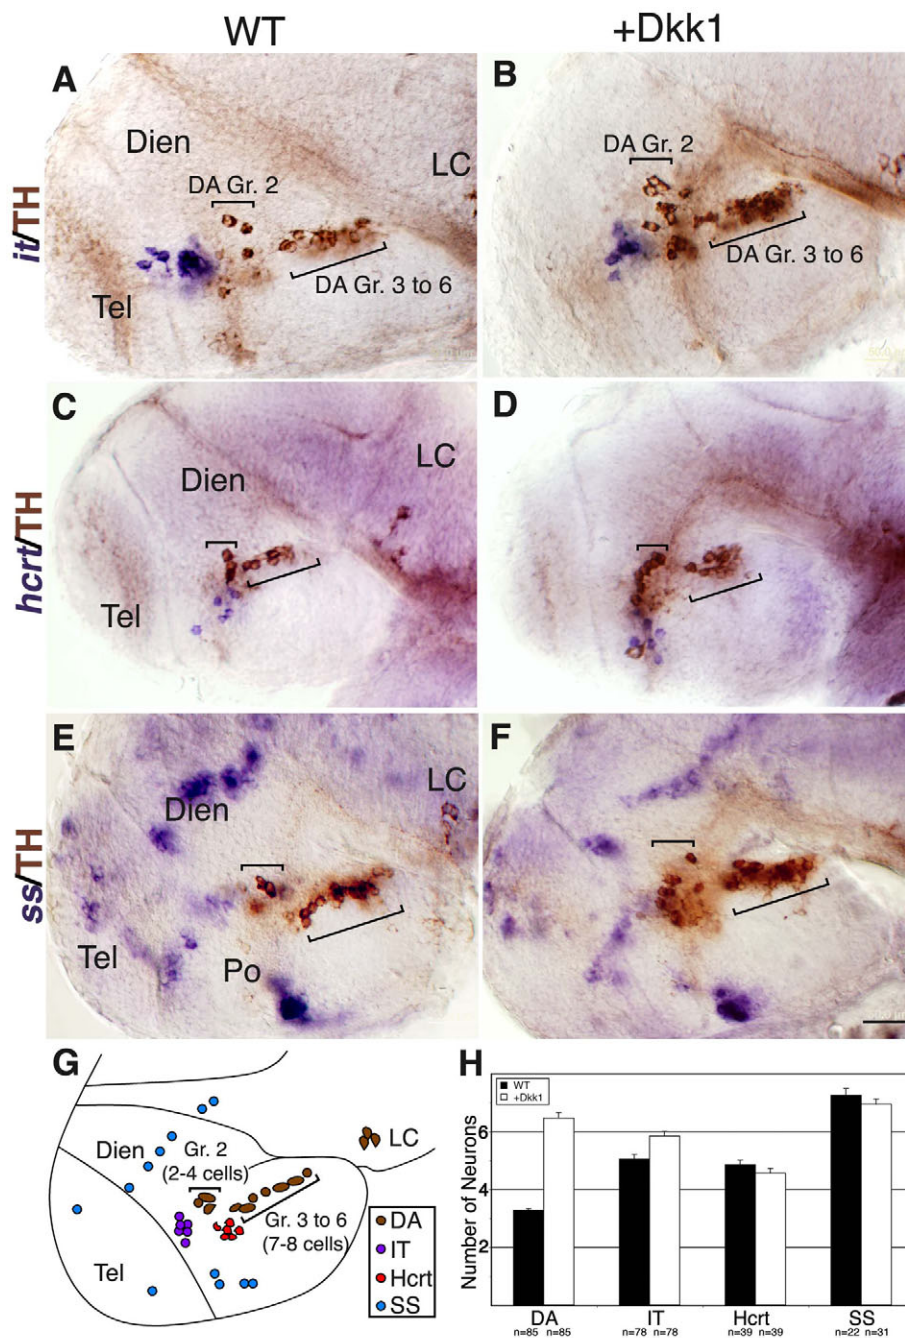 WT
+Dkk1
A
Dien
LC
DA Gr. 2
DA Gr. 3 to 6
Tel
it/TH
B
DA Gr. 2
DA Gr. 3 to 6
C
LC
Dien
Tel
hcrt/TH
D
E
LC
Dien
Tel
Po
ss/TH
F
G
LC
Dien
Gr. 2
(2-4 cells)
Gr. 3 to 6
(7-8 cells)
Tel
DA
IT
Hcrt
SS
H
WT
+Dkk1
Number of Neurons
6
4
2
DA
IT
Hcrt
SS
n=85 n=85
n=78 n=78
n=39 n=39
n=22 n=31